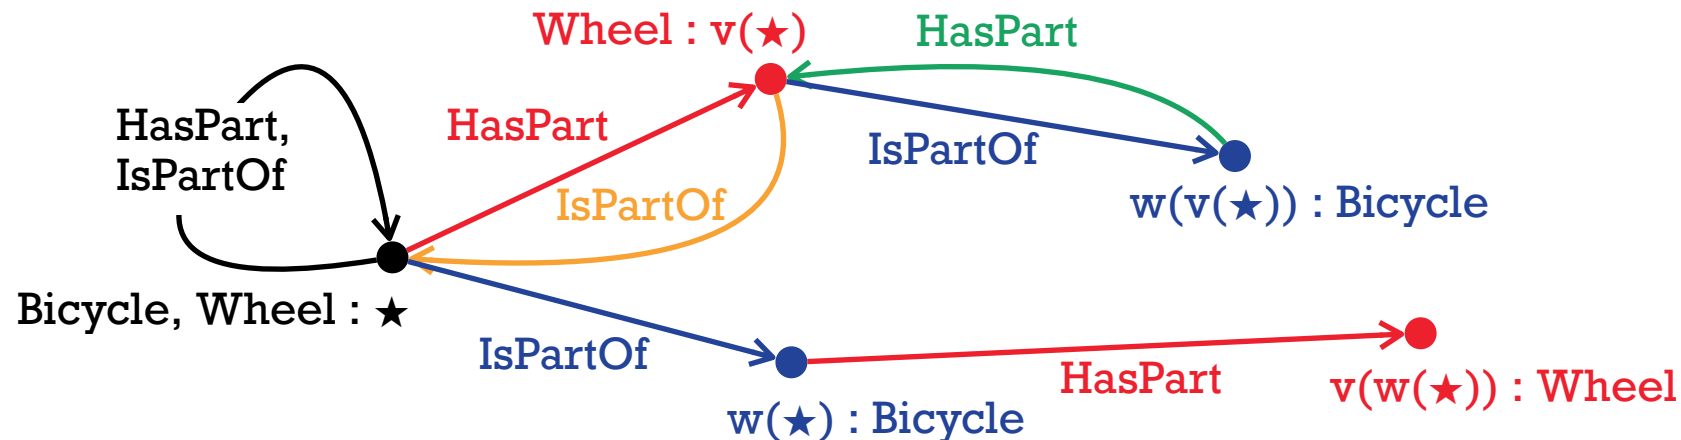 Wheel : v(★)
HasPart
HasPart,
IsPartOf
HasPart
IsPartOf
IsPartOf
w(v(★)) : Bicycle
Bicycle, Wheel : ★
IsPartOf
HasPart
v(w(★)) : Wheel
w(★) : Bicycle